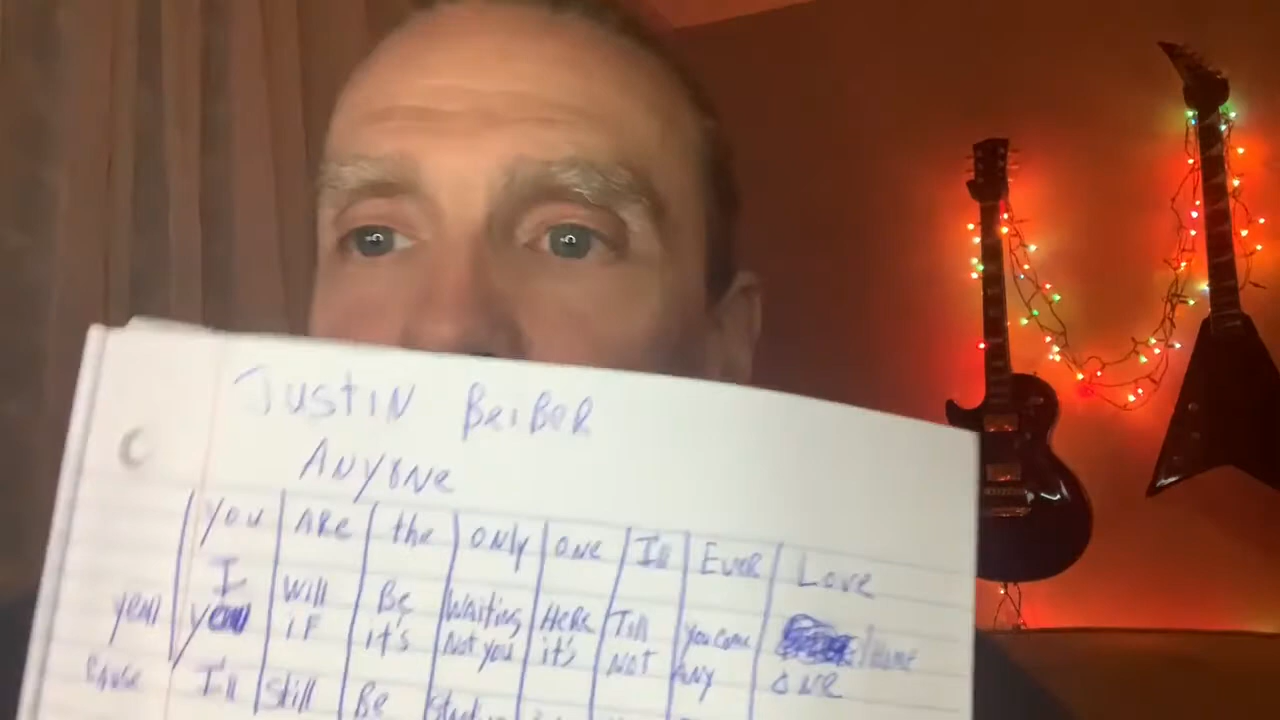 Justin Beiber
Anyone
You | Are | the | Only | one | I'll | Ever | Love
I | will | Be | Waiting | Here | Till | you come | Home
yeah | if | it's | Not you | it's | Not | Any | one
I'll | still | Be